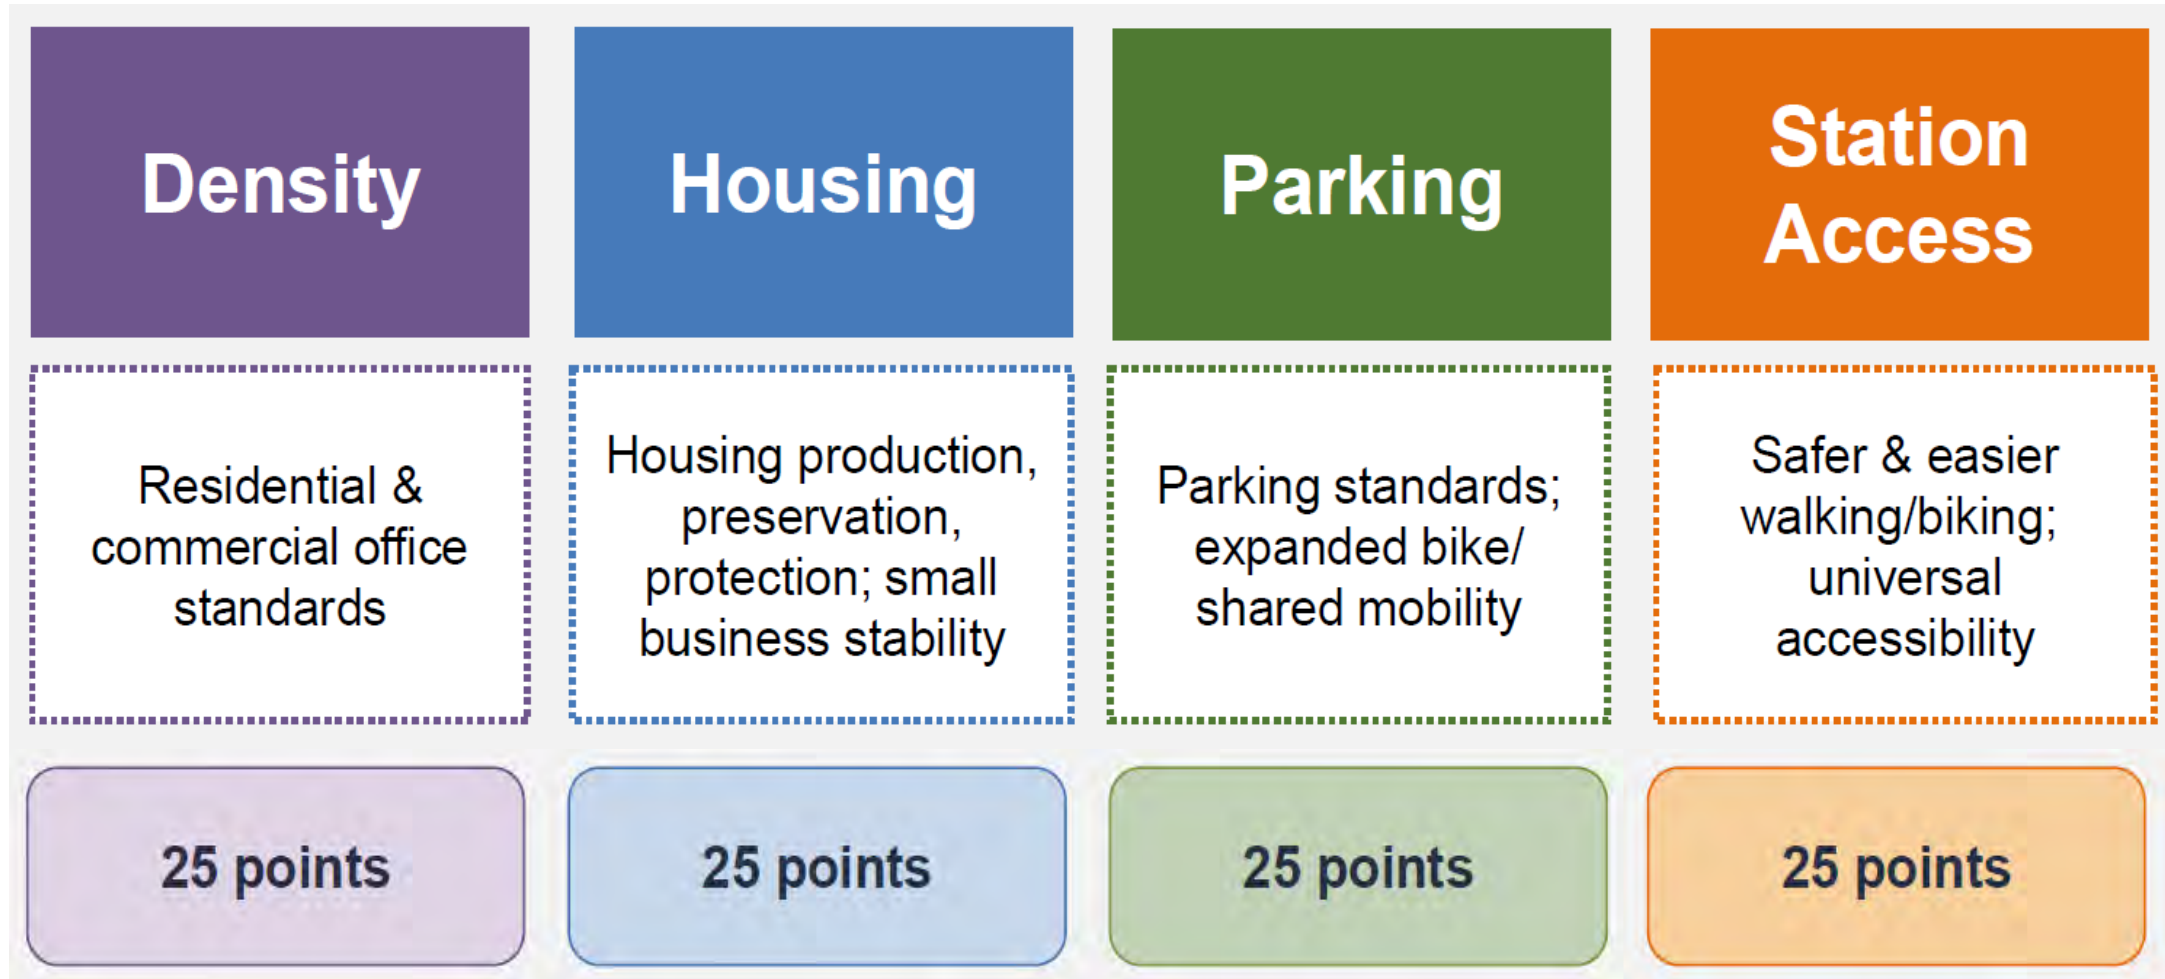 Density
Housing
Parking
Station
Access
Residential &
commercial office
standards
Housing production,
preservation,
protection; small
business stability
Parking standards;
expanded bike/
shared mobility
Safer & easier
walking/biking;
universal
accessibility
25 points
25 points
25 points
25 points